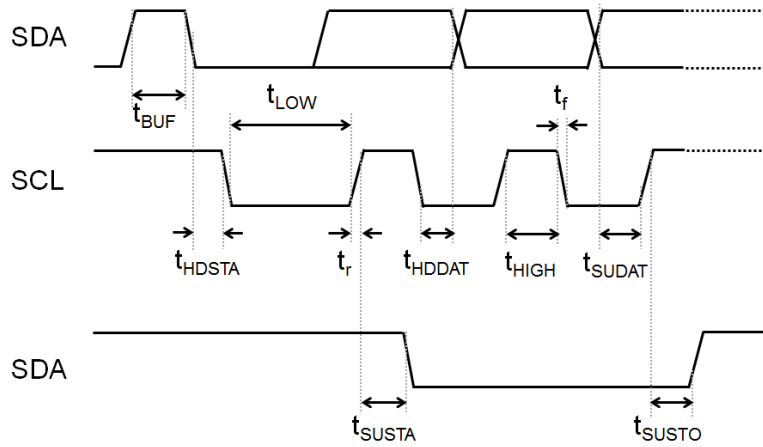 SDA
tBUF
tLOW
tf
SCL
tHDSTA
tr
tHDDAT
tHIGH
tSUDAT
SDA
tSUSTA
tSUSTO